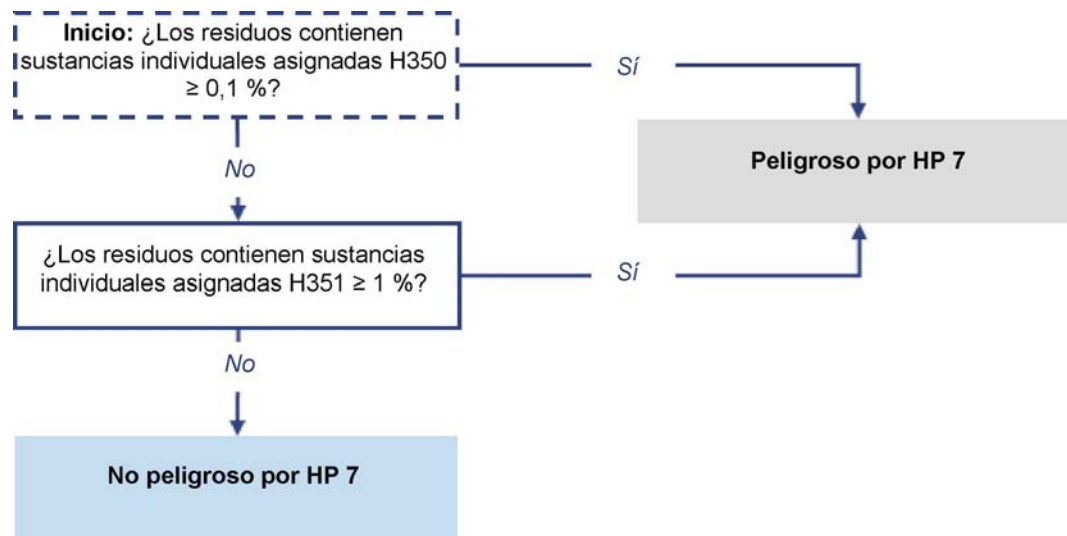 Inicio: ¿Los residuos contienen
sustancias individuales asignadas H350
≥ 0,1 %?
Sí
Peligroso por HP 7
No
¿Los residuos contienen sustancias
individuales asignadas H351 ≥ 1 %?
Sí
No
No peligroso por HP 7